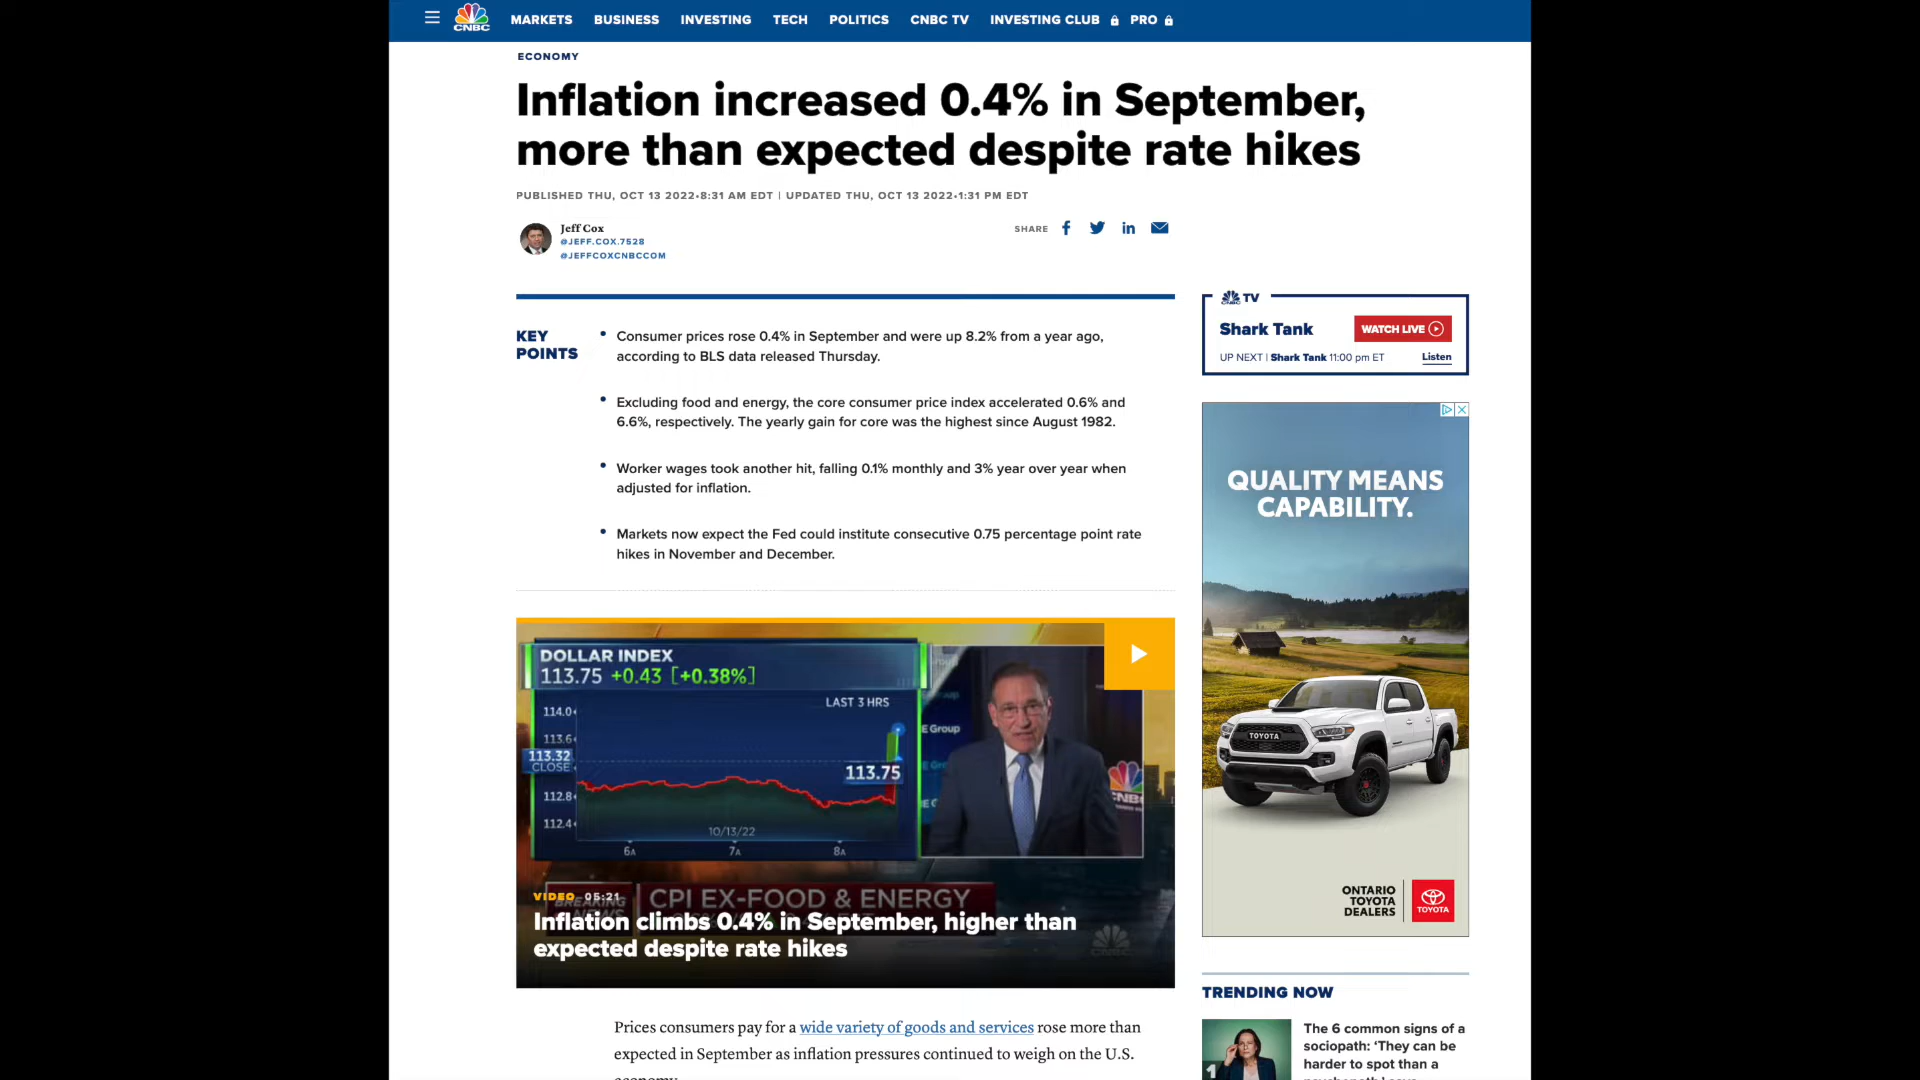 CNBC
MARKETS BUSINESS INVESTING TECH POLITICS CNBC TV INVESTING CLUB PRO
ECONOMY
Inflation increased 0.4% in September,
more than expected despite rate hikes
PUBLISHED THU, OCT 13 2022•8:31 AM EDT | UPDATED THU, OCT 13 2022•1:31 PM EDT
Jeff Cox
@JEFF.COX.7528
@JEFFCOXCNBCCOM
SHARE
KEY
POINTS
• Consumer prices rose 0.4% in September and were up 8.2% from a year ago,
according to BLS data released Thursday.
• Excluding food and energy, the core consumer price index accelerated 0.6% and
6.6%, respectively. The yearly gain for core was the highest since August 1982.
• Worker wages took another hit, falling 0.1% monthly and 3% year over year when
adjusted for inflation.
• Markets now expect the Fed could institute consecutive 0.75 percentage point rate
hikes in November and December.
DOLLAR INDEX
113.75 +0.43 [+0.38%]
LAST 3 HRS
114.0
113.6
113.32
CLOSE
113.75
112.8
112.4
10/13/22
6A 7A 8A
E Group
CNBC
BREAKING
NEWS
CPI EX-FOOD & ENERGY
VIDEO 05:21
Inflation climbs 0.4% in September, higher than
expected despite rate hikes
Prices consumers pay for a wide variety of goods and services rose more than
expected in September as inflation pressures continued to weigh on the U.S.
economy.
CNBC TV
Shark Tank
WATCH LIVE
UP NEXT | Shark Tank 11:00 pm ET
Listen
QUALITY MEANS
CAPABILITY.
TOYOTA
ONTARIO
TOYOTA
DEALERS
TOYOTA
TRENDING NOW
1
The 6 common signs of a
sociopath: ‘They can be
harder to spot than a